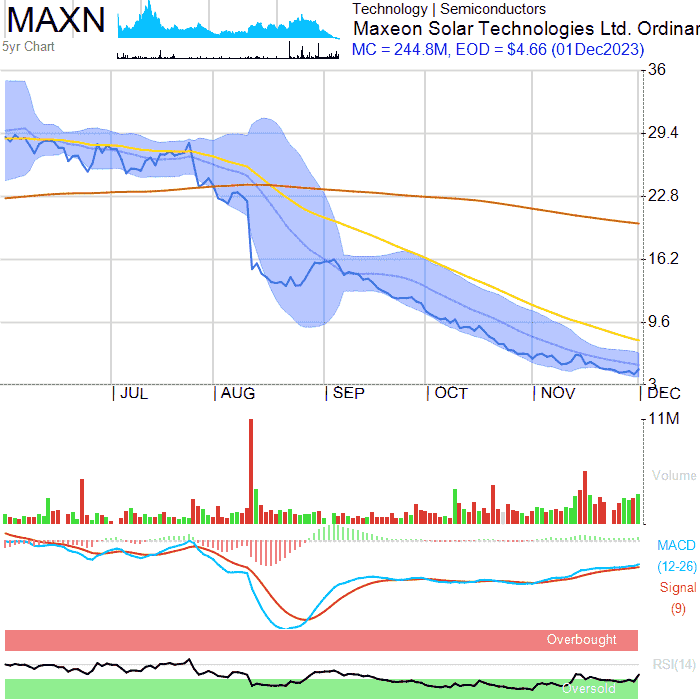 MAXN
5yr Chart
Technology | Semiconductors
Maxeon Solar Technologies Ltd. Ordinar
MC = 244.8M, EOD = $4.66 (01Dec2023)
36
29.4
22.8
16.2
9.6
3
JUL
AUG
SEP
OCT
NOV
DEC
11M
Volume
MACD
(12-26)
Signal
(9)
Overbought
RSI(14)
Oversold